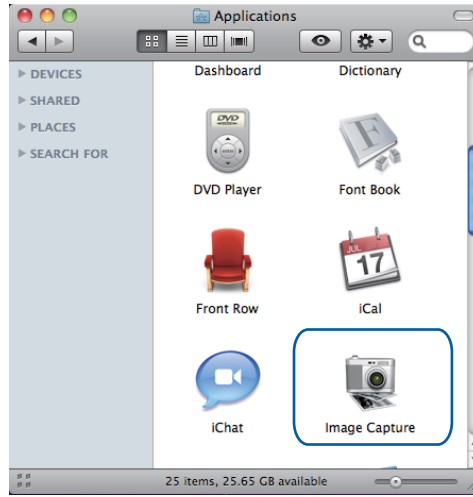 Applications
DEVICES
SHARED
PLACES
SEARCH FOR
Dashboard Dictionary
DVD
DVD Player Font Book
F
JUL
17
Front Row iCal
iChat Image Capture
25 items, 25.65 GB available